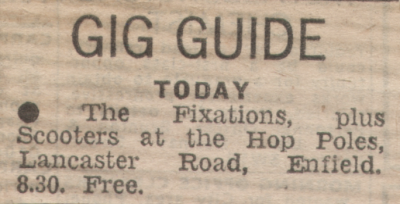 GIG GUIDE
TODAY
● The Fixations, plus
Scooters at the Hop Poles,
Lancaster Road, Enfield.
8.30. Free.